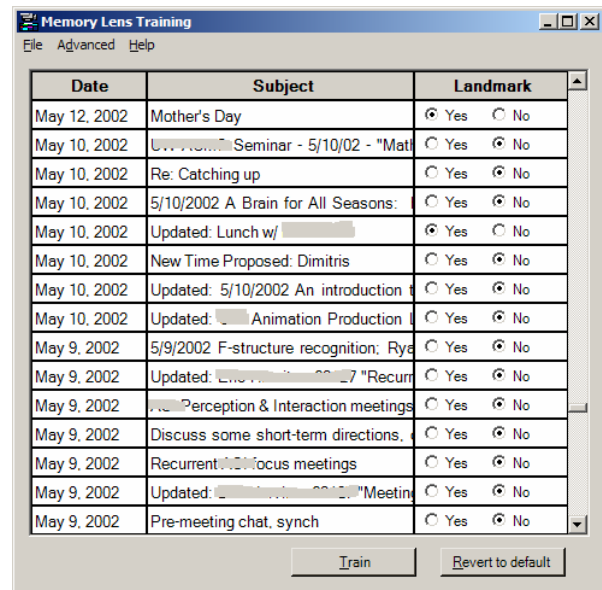 Memory Lens Training
File Advanced Help
Date Subject Landmark
May 12, 2002 Mother's Day Yes No
May 10, 2002 Seminar - 5/10/02 - "Mat Yes No
May 10, 2002 Re: Catching up Yes No
May 10, 2002 5/10/2002 A Brain for All Seasons: Yes No
May 10, 2002 Updated: Lunch w/ Yes No
May 10, 2002 New Time Proposed: Dimitris Yes No
May 10, 2002 Updated: 5/10/2002 An introduction t Yes No
May 10, 2002 Updated: Animation Production Yes No
May 9, 2002 5/9/2002 F-structure recognition; Rya Yes No
May 9, 2002 Updated: "Recurr Yes No
May 9, 2002 Perception & Interaction meetings Yes No
May 9, 2002 Discuss some short-term directions, Yes No
May 9, 2002 Recurrent focus meetings Yes No
May 9, 2002 Updated: "Meeting Yes No
May 9, 2002 Pre-meeting chat, synch Yes No
Train Revert to default